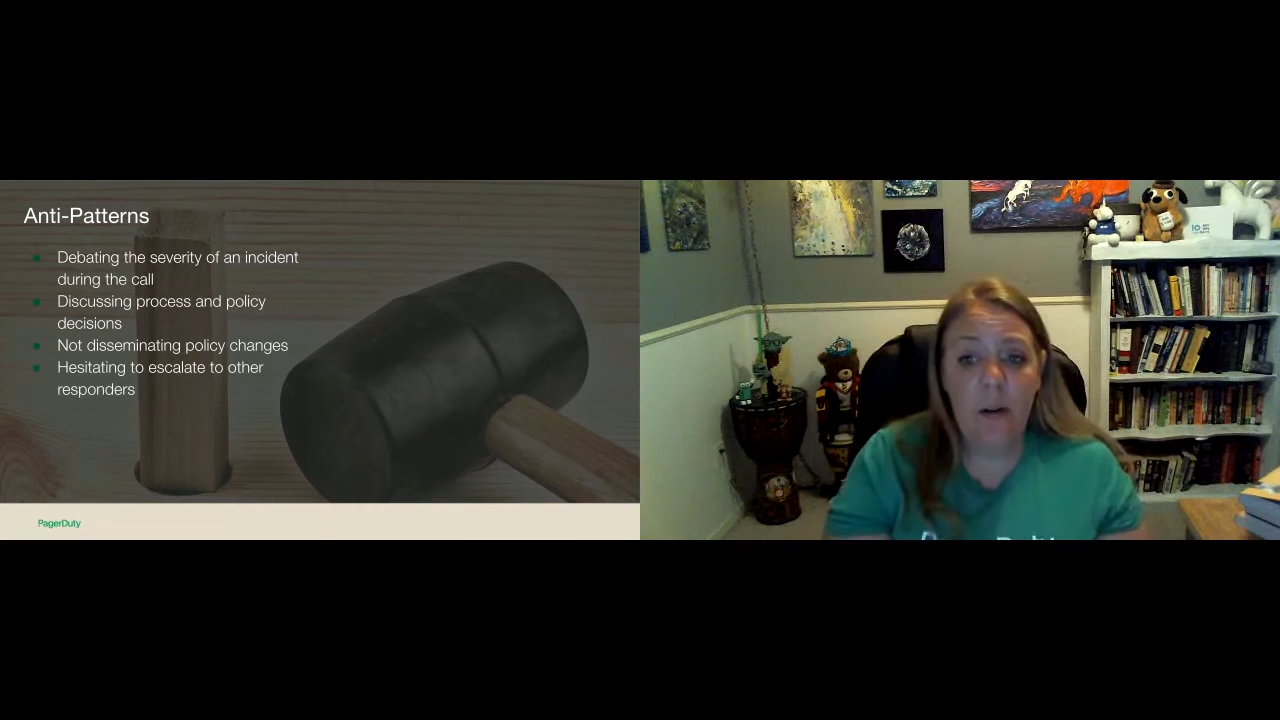 Anti-Patterns
Debating the severity of an incident
during the call
Discussing process and policy
decisions
Not disseminating policy changes
Hesitating to escalate to other
responders
PagerDuty